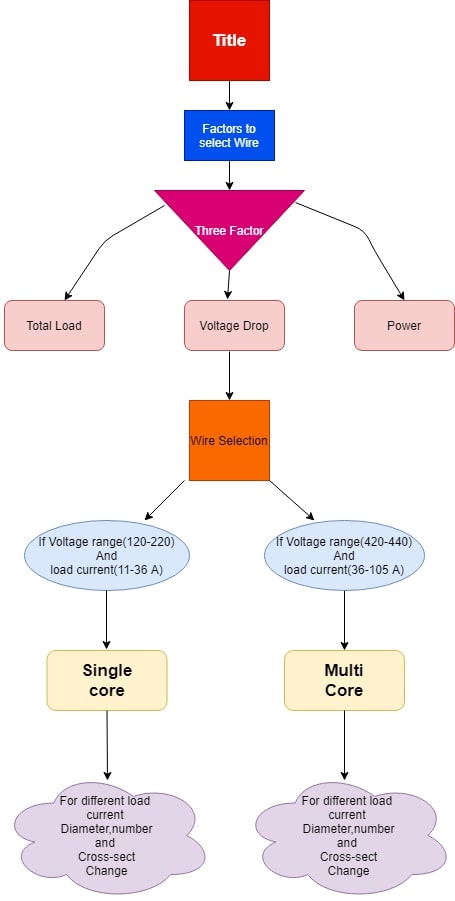 Title
Factors to
select Wire
Three Factor
Total Load
Voltage Drop
Power
Wire Selection
If Voltage range(120-220)
And
load current(11-36 A)
If Voltage range(420-440)
And
load current(36-105 A)
Single
core
Multi
Core
For different load
current
Diameter,number
and
Cross-sect
Change
For different load
current
Diameter,number
and
Cross-sect
Change